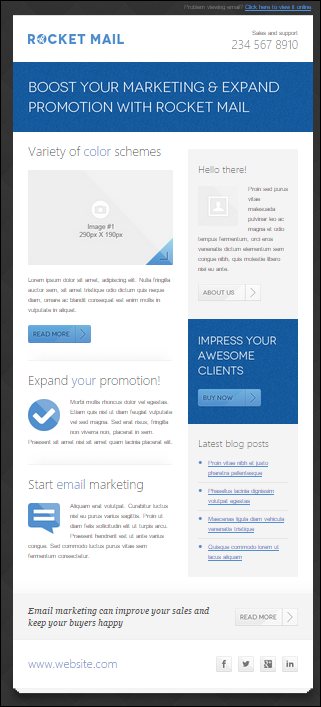 Problem viewing email? Click here to view it online.
ROCKET MAIL
Sales and support
234 567 8910
BOOST YOUR MARKETING & EXPAND
PROMOTION WITH ROCKET MAIL
Variety of color schemes
Image #1
290px X 190px
Lorem ipsum dolor sit amet, adipiscing elit. Nulla fringilla
auctor sem, sit amet tristique odio dictum quis neque
diam, ornare ac blandit consequat est enim mollis in
vulputate in aliquet.
READ MORE
Expand your promotion!
Morbi mollis rhoncus dolor vel egestas.
Etiam quis nisl ut diam feugiat vulputate
vel sed magna. Sed erat risus, fringilla
non viverra non, placerat in sem.
Praesent sit amet nisi sit amet quam lacinia placerat elit.
Start email marketing
Aliquam erat volutpat. Curabitur luctus
nisl eu purus varius sagittis. Proin ut
diam felis sollicitudin elit ut turpis arcu.
Praesent hendrerit est ut ante varius
congue. Sed commodo luctus purus vitae sem
fermentum consectetur.
Hello there!
Proin sed purus
vitae
malesuada
pulvinar leo ac
magna et odio
tempus fermentum, orci eros
venenatis dictum elementum sem
congue nibh, quis molestie libero
nisi eu ante.
ABOUT US
IMPRESS YOUR
AWESOME
CLIENTS
BUY NOW
Latest blog posts
Proin vitae nibh et justo
pharetra pellentesque
Phasellus lacinia dignissim
volutpat egestas
Maecenas ligula diam vehicula
venenatis tristique
Quisque commodo lorem ut
lacus aliquam
Email marketing can improve your sales and
keep your buyers happy
READ MORE
www.website.com